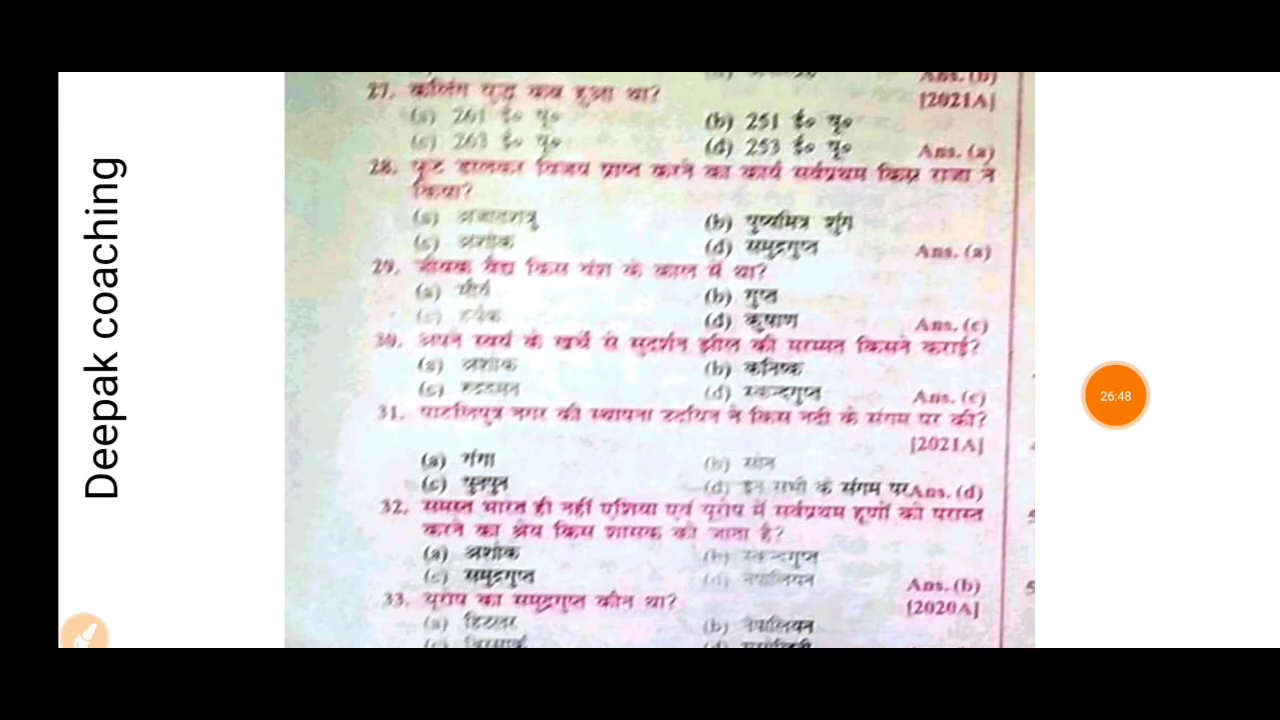 Deepak coaching
Ans. (b)
27. कलिंग युद्ध कब हुआ था? [2021A]
(a) 261 ई० पू० (b) 251 ई० पू०
(c) 263 ई० पू० (d) 253 ई० पू० Ans. (a)
28. फूट डालकर विजय प्राप्त करने का कार्य सर्वप्रथम किस राजा ने
किया?
(a) अजातशत्रु (b) पुष्यमित्र शुंग
(c) अशोक (d) समुद्रगुप्त Ans. (a)
29. जीवक वैद्य किस वंश के काल में था?
(a) मौर्य (b) गुप्त
(c) हर्यक (d) कुषाण Ans. (c)
30. अपने स्वयं के खर्चे से सुदर्शन झील की मरम्मत किसने कराई?
(a) अशोक (b) कनिष्क
(c) रुद्रदमन (d) स्कन्दगुप्त Ans. (c)
31. पाटलिपुत्र नगर की स्थापना उदयिन ने किस नदी के संगम पर की?
[2021A]
(a) गंगा (b) सोन
(c) पुनपुन (d) इन सभी के संगम पर Ans. (d)
32. समस्त भारत ही नहीं एशिया एवं यूरोप में सर्वप्रथम हूणों को परास्त
करने का श्रेय किस शासक को जाता है?
(a) अशोक (b) स्कन्दगुप्त
(c) समुद्रगुप्त (d) नेपोलियन Ans. (b)
33. यूरोप का समुद्रगुप्त कौन था? [2020A]
(a) हिटलर (b) नेपोलियन
26:48